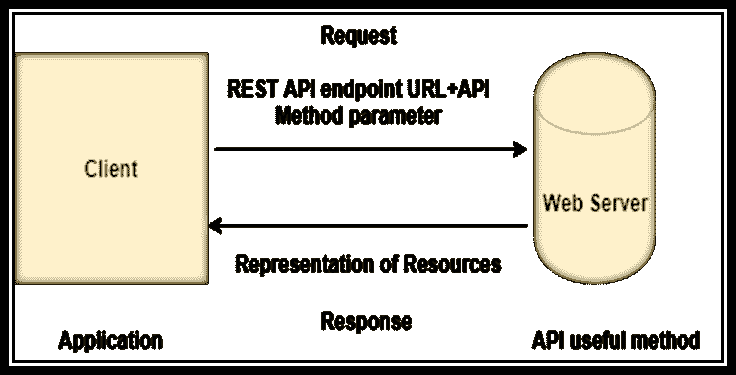 Request
REST API endpoint URL+API
Method parameter
Client
Web Server
Representation of Resources
Response
Application
API useful method